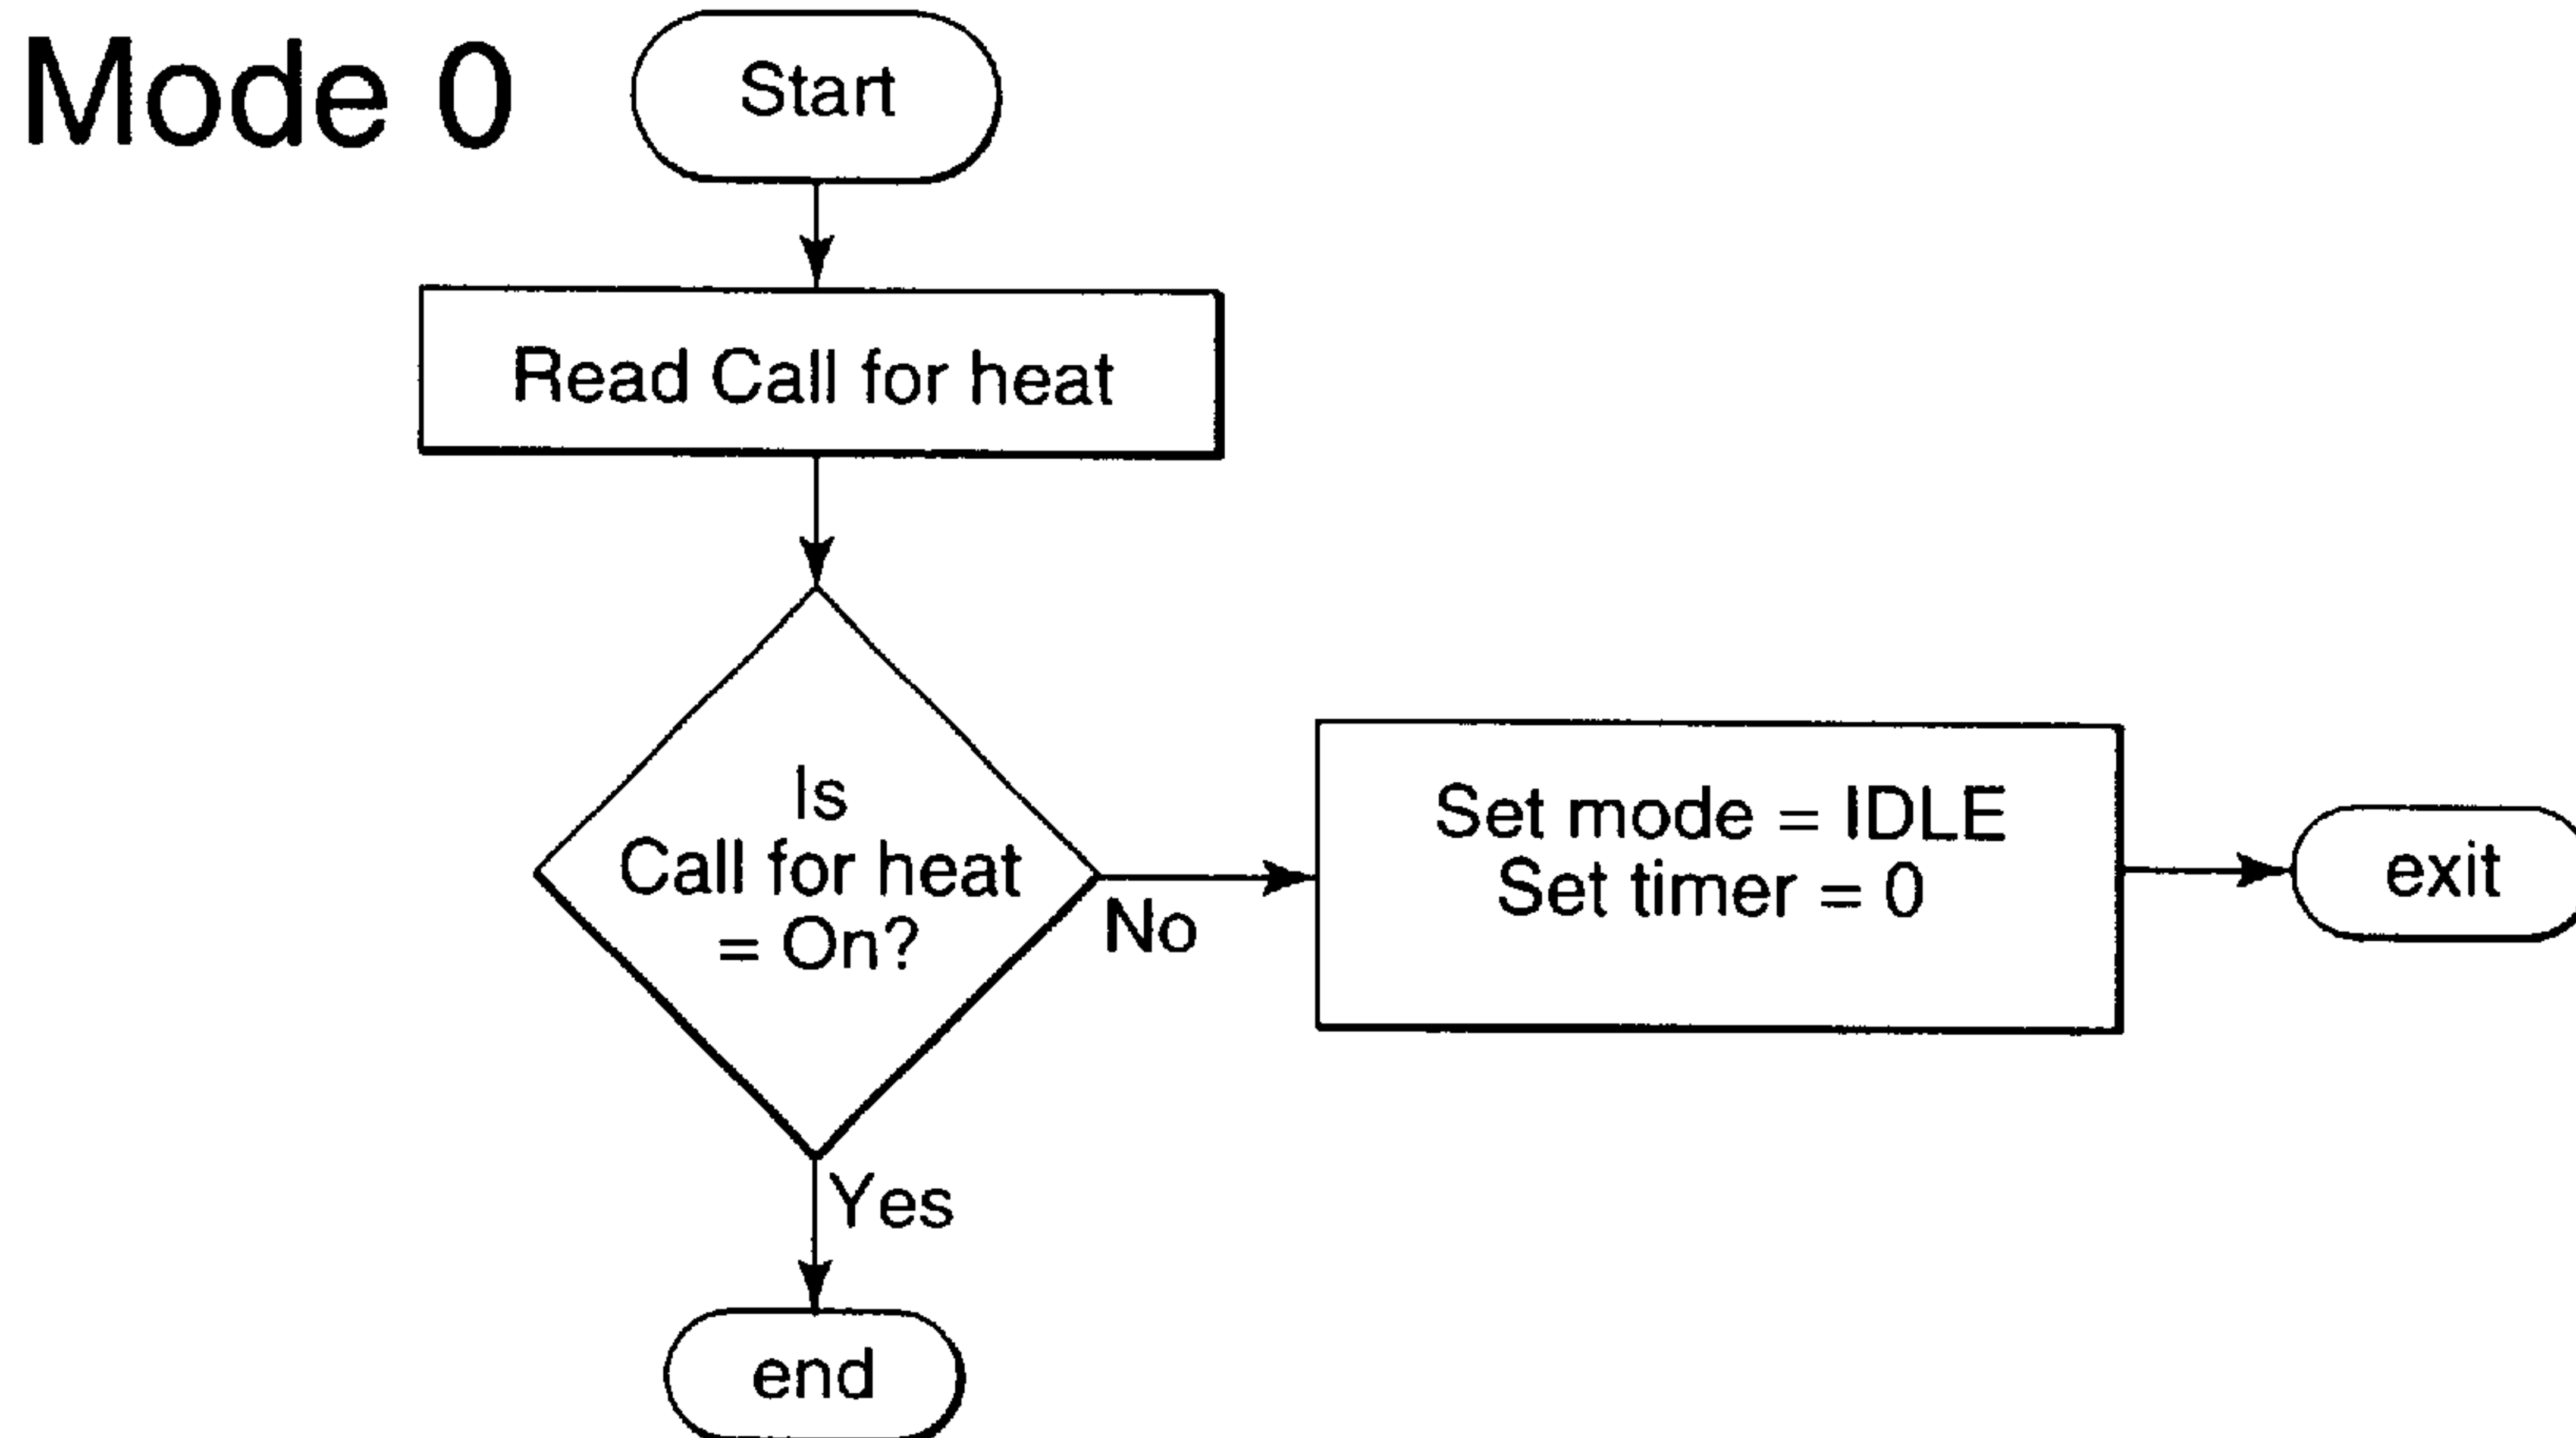 Mode 0
Start
Read Call for heat
Is
Call for heat
= On?
No
Set mode = IDLE
Set timer = 0
exit
Yes
end